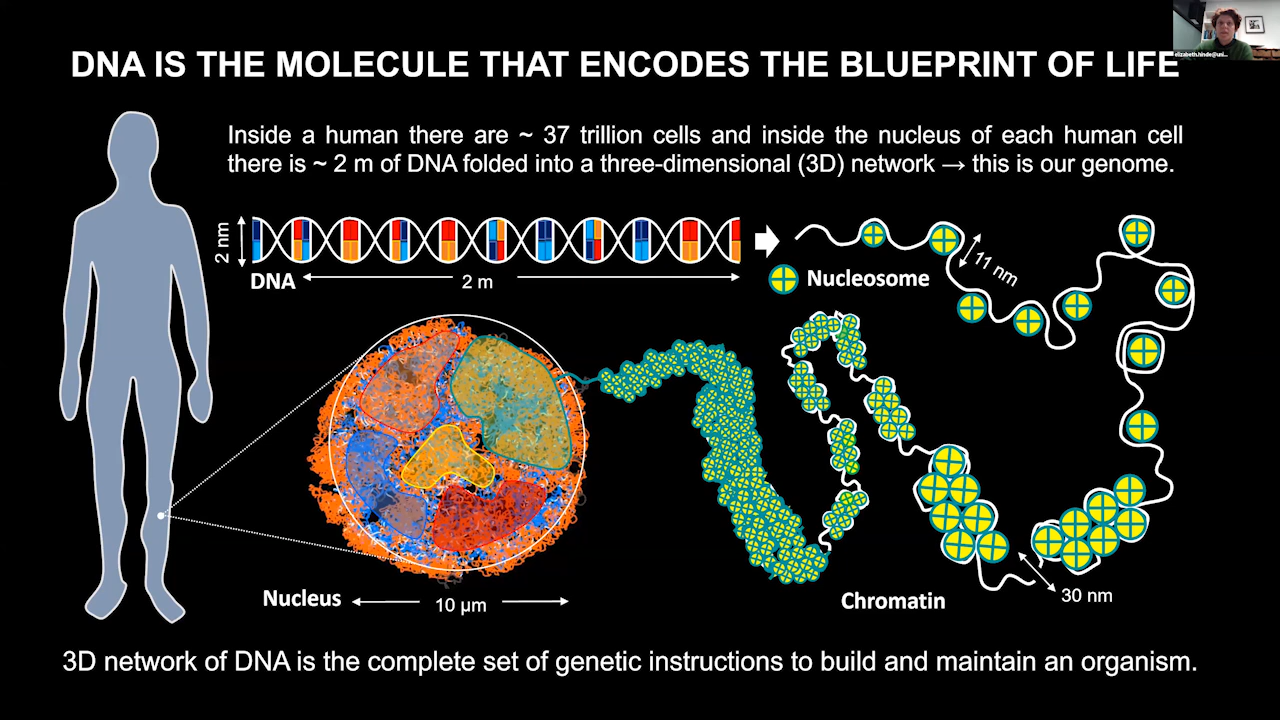 elizabeth.hinde@uni...
DNA IS THE MOLECULE THAT ENCODES THE BLUEPRINT OF LIFE
Inside a human there are ~ 37 trillion cells and inside the nucleus of each human cell
there is ~ 2 m of DNA folded into a three-dimensional (3D) network → this is our genome.
2 nm
DNA
2 m
Nucleosome
11 nm
Nucleus
10 µm
Chromatin
30 nm
3D network of DNA is the complete set of genetic instructions to build and maintain an organism.